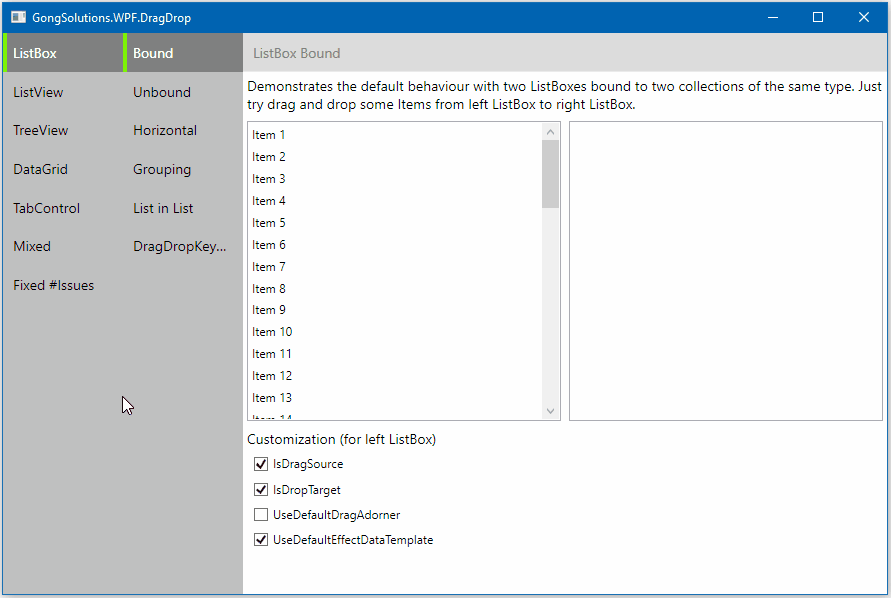 GongSolutions.WPF.DragDrop
ListBox
ListView
TreeView
DataGrid
TabControl
Mixed
Fixed #Issues
Bound
Unbound
Horizontal
Grouping
List in List
DragDropKey...
ListBox Bound
Demonstrates the default behaviour with two ListBoxes bound to two collections of the same type. Just
try drag and drop some Items from left ListBox to right ListBox.
Item 1
Item 2
Item 3
Item 4
Item 5
Item 6
Item 7
Item 8
Item 9
Item 10
Item 11
Item 12
Item 13
Item 14
Customization (for left ListBox)
IsDragSource
IsDropTarget
UseDefaultDragAdorner
UseDefaultEffectDataTemplate